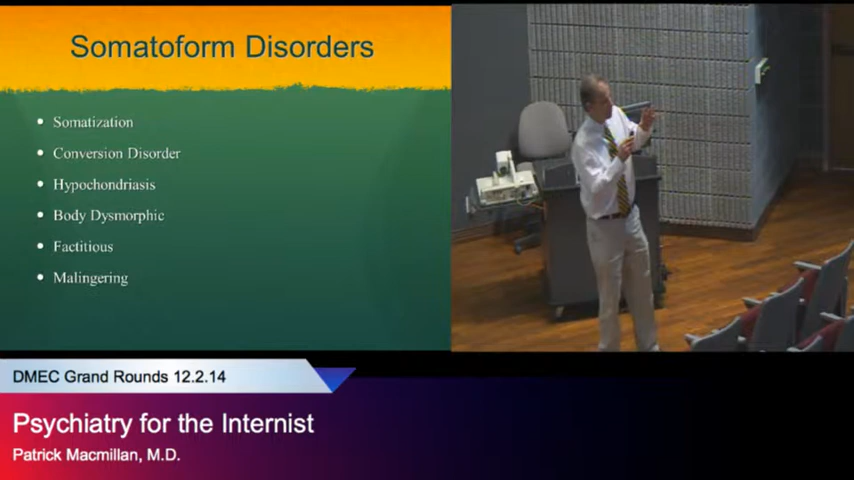 Somatoform Disorders
Somatization
Conversion Disorder
Hypochondriasis
Body Dysmorphic
Factitious
Malingering
DMEC Grand Rounds 12.2.14
Psychiatry for the Internist
Patrick Macmillan, M.D.